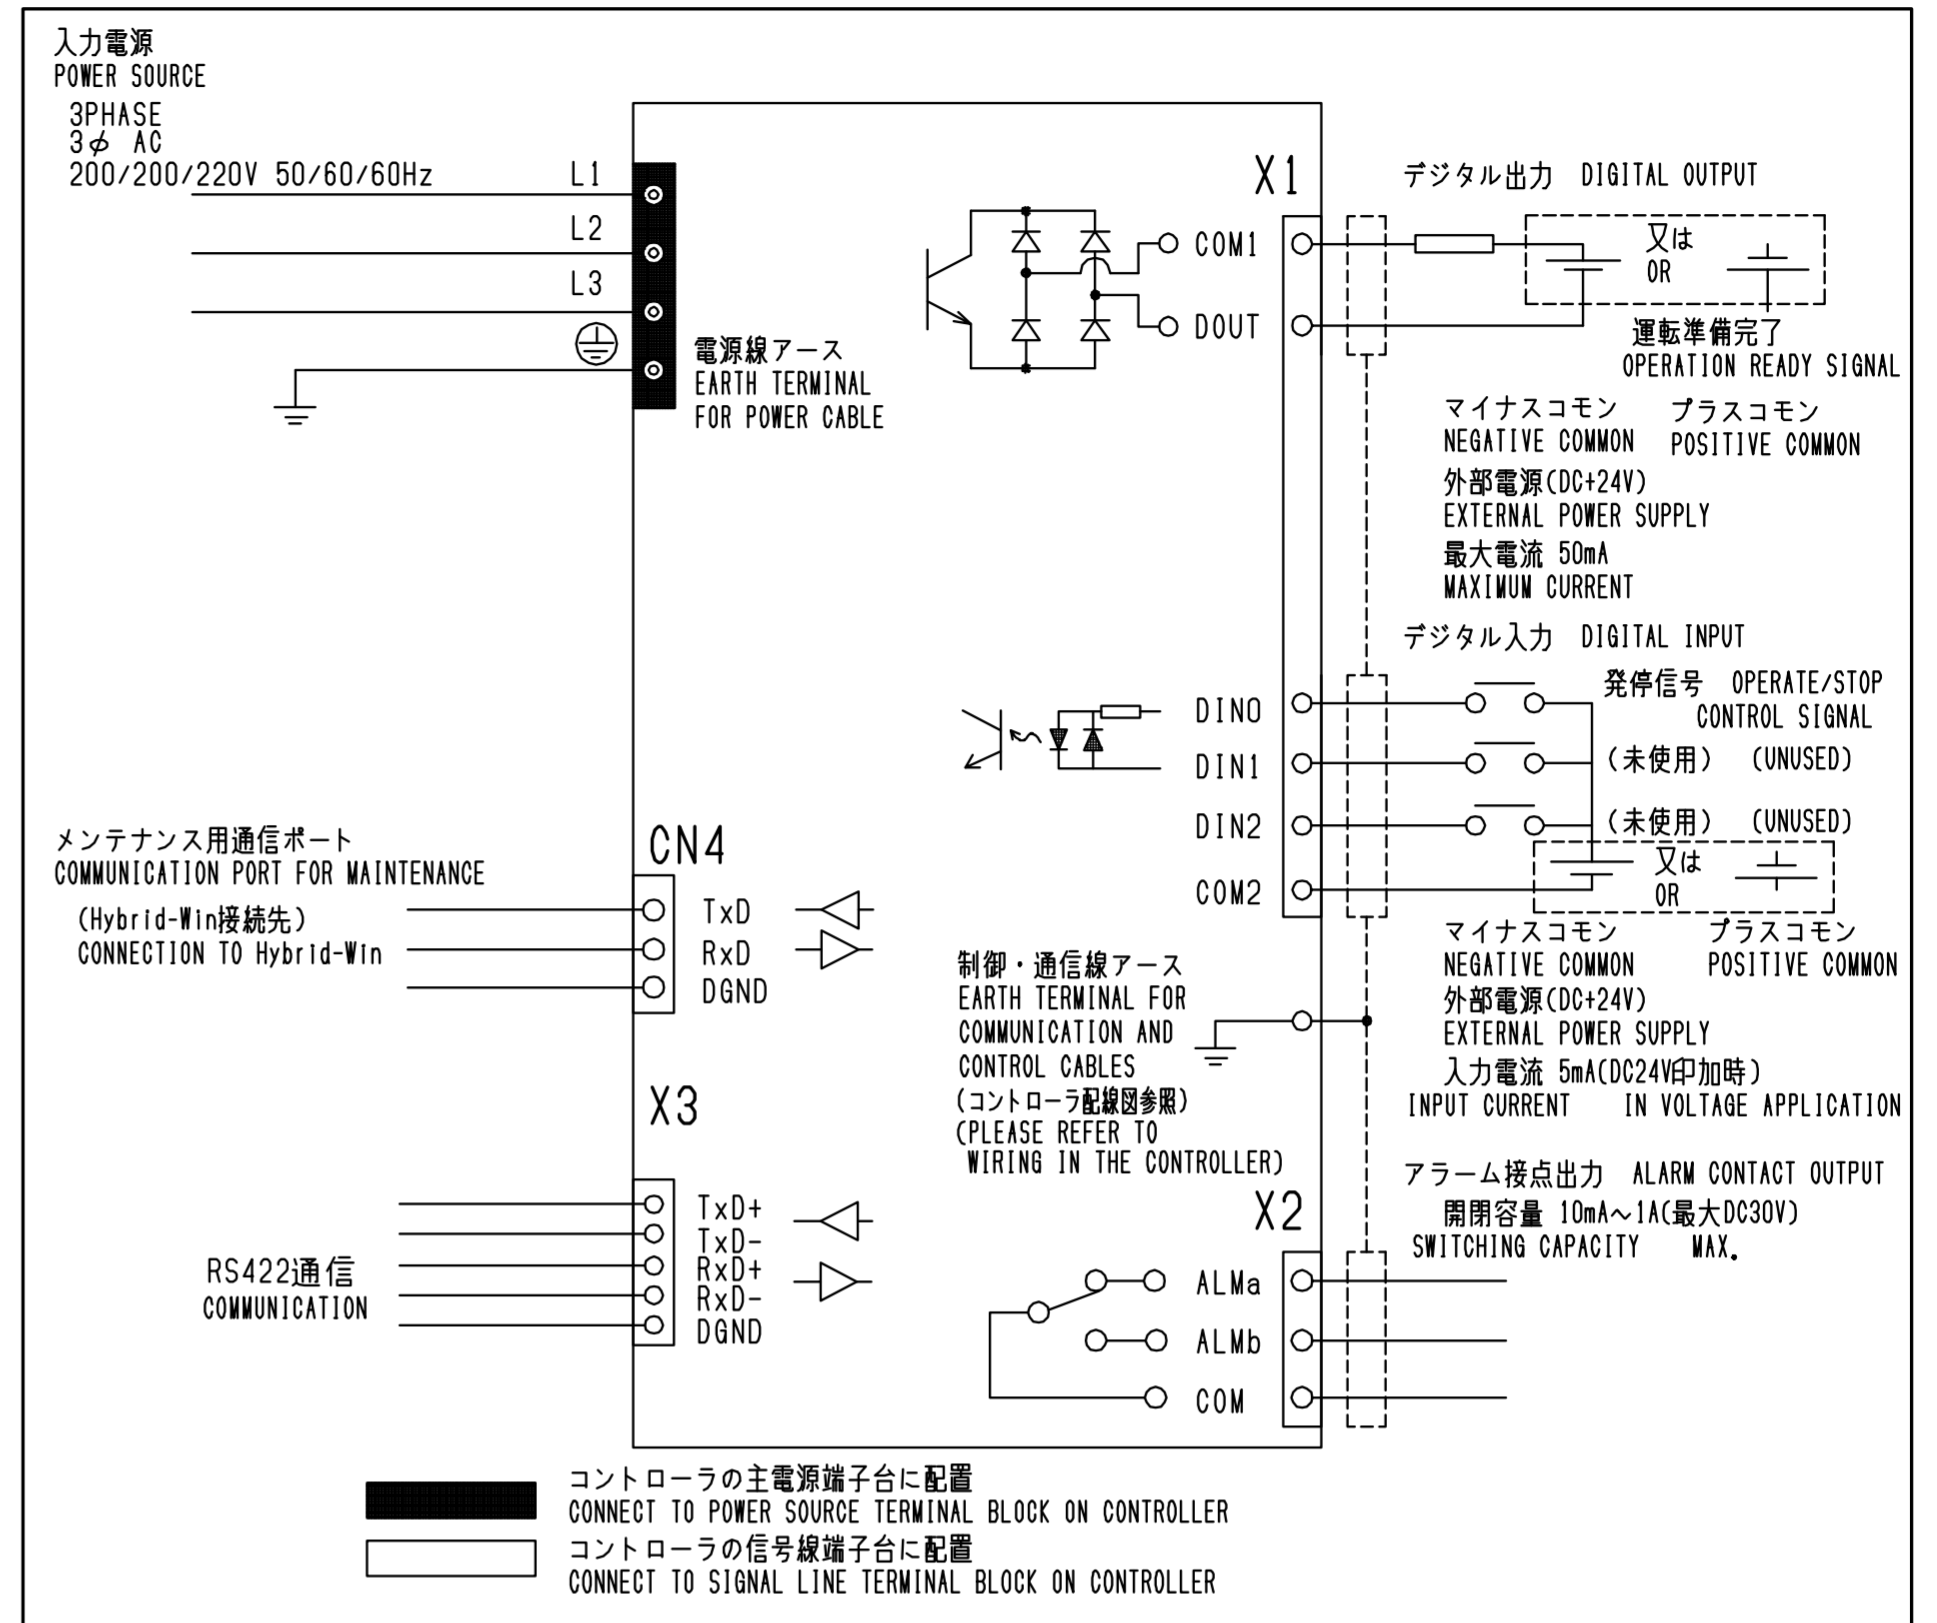 入力電源
POWER SOURCE
3PHASE
3φ AC
200/200/220V 50/60/60Hz
L1
L2
L3
電源線アース
EARTH TERMINAL
FOR POWER CABLE
X1
COM1
DOUT
デジタル出力 DIGITAL OUTPUT
又は
OR
運転準備完了
OPERATION READY SIGNAL
マイナスコモン プラスコモン
NEGATIVE COMMON POSITIVE COMMON
外部電源(DC+24V)
EXTERNAL POWER SUPPLY
最大電流 50mA
MAXIMUM CURRENT
デジタル入力 DIGITAL INPUT
DIN0
発停信号 OPERATE/STOP
CONTROL SIGNAL
DIN1
(未使用) (UNUSED)
DIN2
(未使用) (UNUSED)
COM2
又は
OR
マイナスコモン プラスコモン
NEGATIVE COMMON POSITIVE COMMON
外部電源(DC+24V)
EXTERNAL POWER SUPPLY
入力電流 5mA(DC24V印加時)
INPUT CURRENT IN VOLTAGE APPLICATION
メンテナンス用通信ポート
COMMUNICATION PORT FOR MAINTENANCE
(Hybrid-Win接続先)
CONNECTION TO Hybrid-Win
CN4
TxD
RxD
DGND
制御・通信線アース
EARTH TERMINAL FOR
COMMUNICATION AND
CONTROL CABLES
(コントローラ配線図参照)
(PLEASE REFER TO
WIRING IN THE CONTROLLER)
X3
TxD+
TxD-
RxD+
RxD-
DGND
RS422通信
COMMUNICATION
X2
アラーム接点出力 ALARM CONTACT OUTPUT
開閉容量 10mA～1A(最大DC30V)
SWITCHING CAPACITY MAX.
ALMa
ALMb
COM
コントローラの主電源端子台に配置
CONNECT TO POWER SOURCE TERMINAL BLOCK ON CONTROLLER
コントローラの信号線端子台に配置
CONNECT TO SIGNAL LINE TERMINAL BLOCK ON CONTROLLER